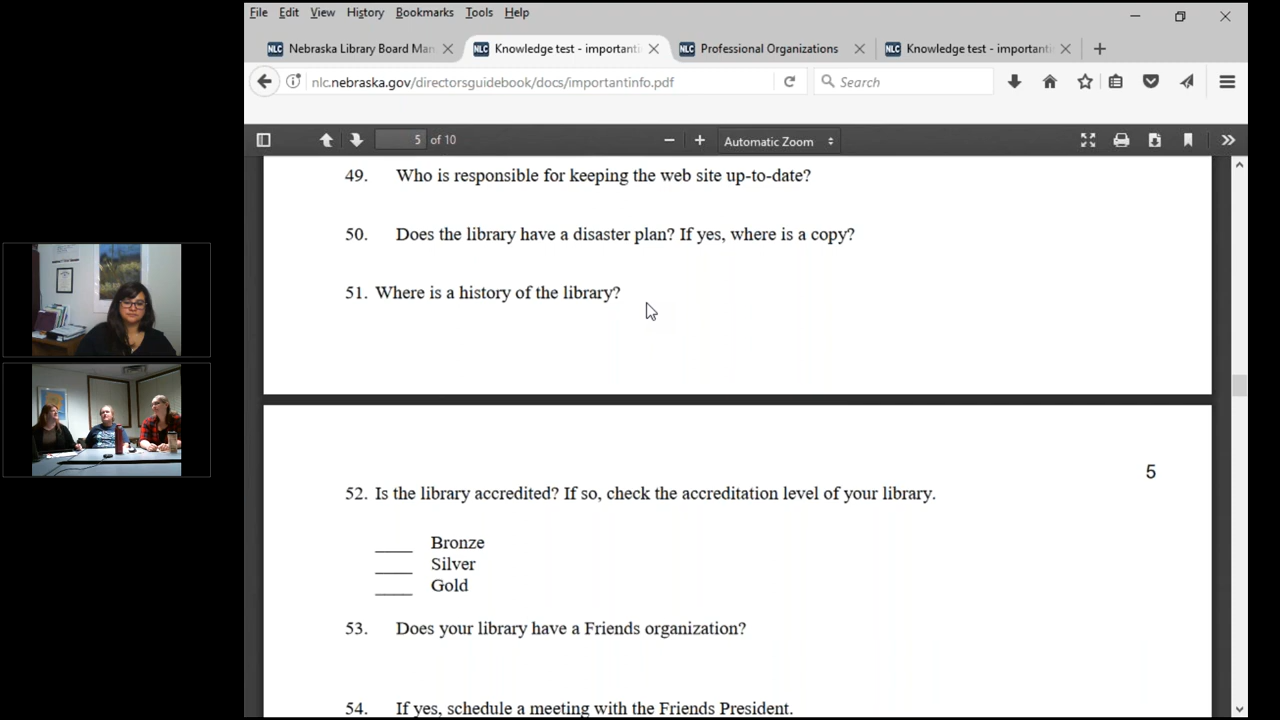 File Edit View History Bookmarks Tools Help
NLC Nebraska Library Board Man
NLC Knowledge test - importanti
NLC Professional Organizations
NLC Knowledge test - importanti
nlc.nebraska.gov/directorsguidebook/docs/importantinfo.pdf
Search
5 of 10
Automatic Zoom
49. Who is responsible for keeping the web site up-to-date?
50. Does the library have a disaster plan? If yes, where is a copy?
51. Where is a history of the library?
5
52. Is the library accredited? If so, check the accreditation level of your library.
____ Bronze
____ Silver
____ Gold
53. Does your library have a Friends organization?
54. If yes, schedule a meeting with the Friends President.